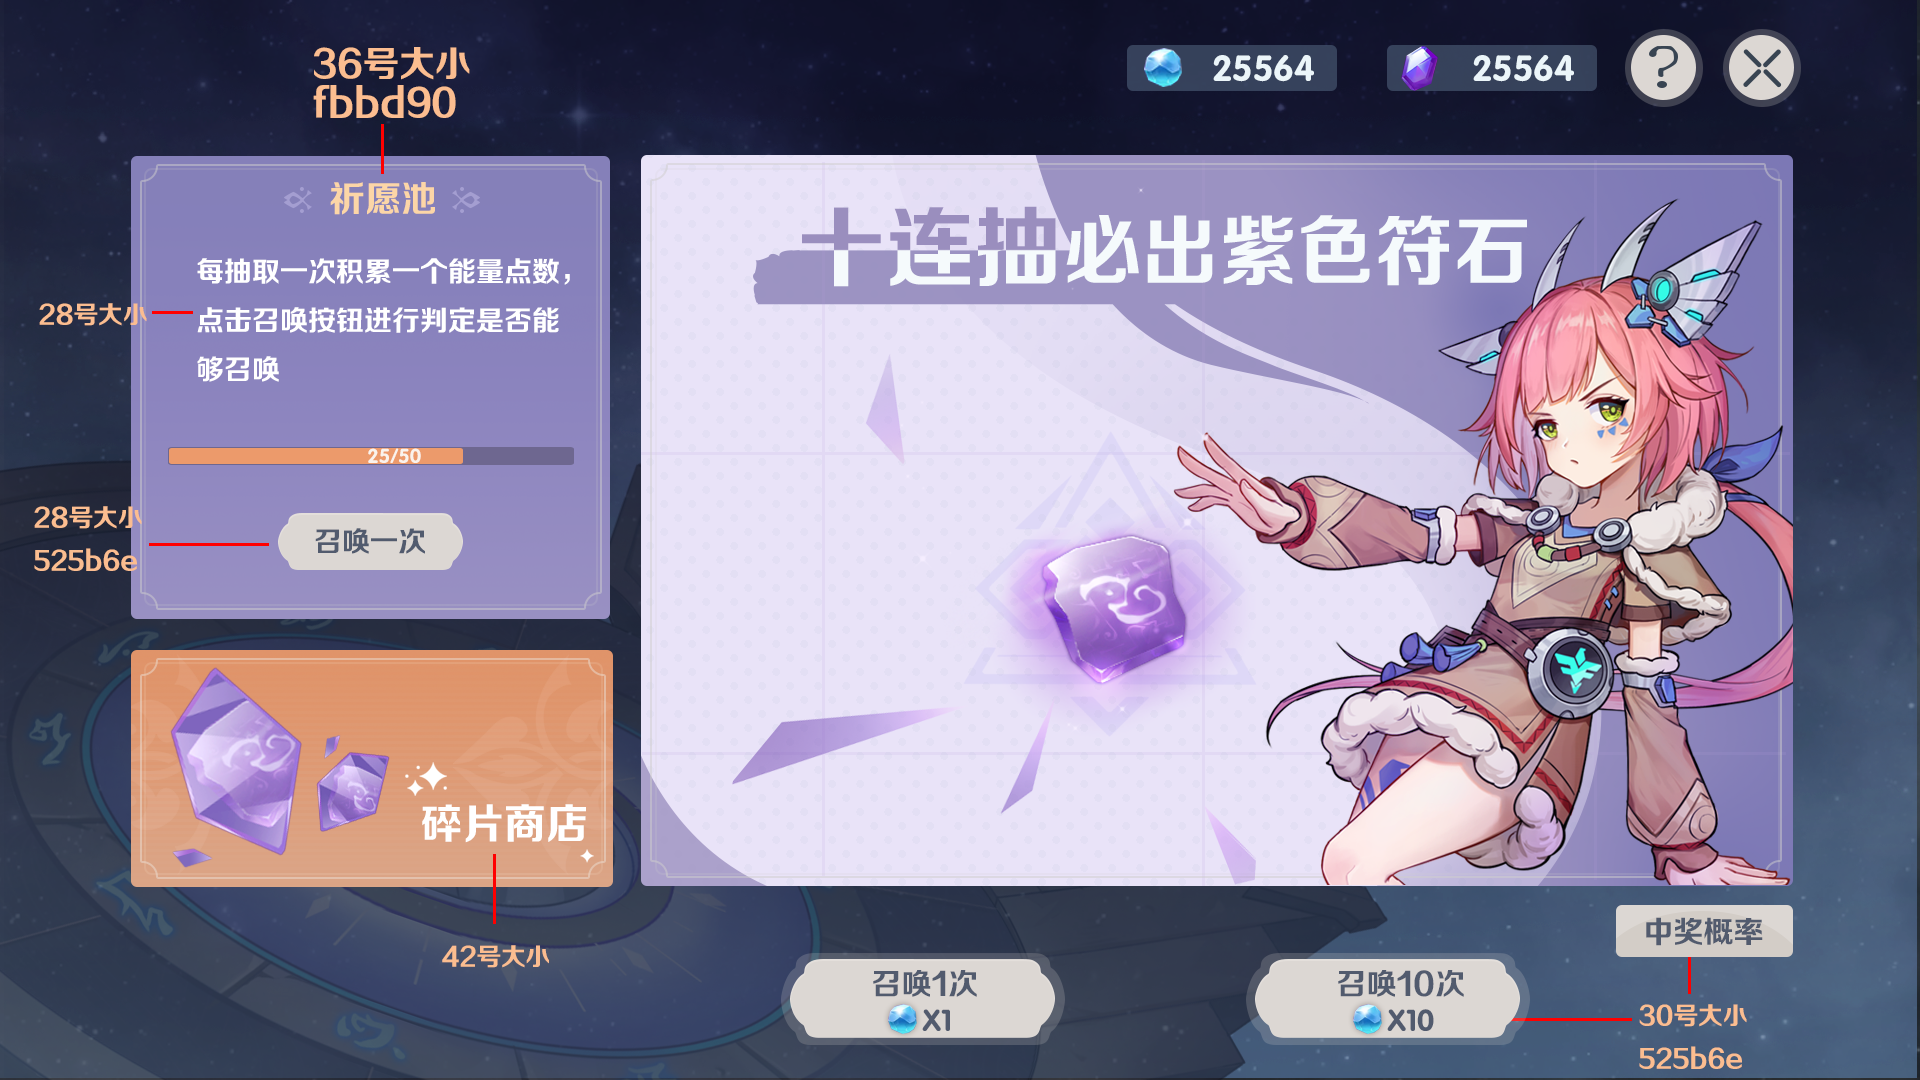 36号大小
fbbd90
25564
25564
?
祈愿池
每抽取一次积累一个能量点数，
点击召唤按钮进行判定是否能
够召唤
28号大小
25/50
28号大小
525b6e
召唤一次
十连抽必出紫色符石
碎片商店
42号大小
中奖概率
召唤1次
X1
召唤10次
X10
30号大小
525b6e